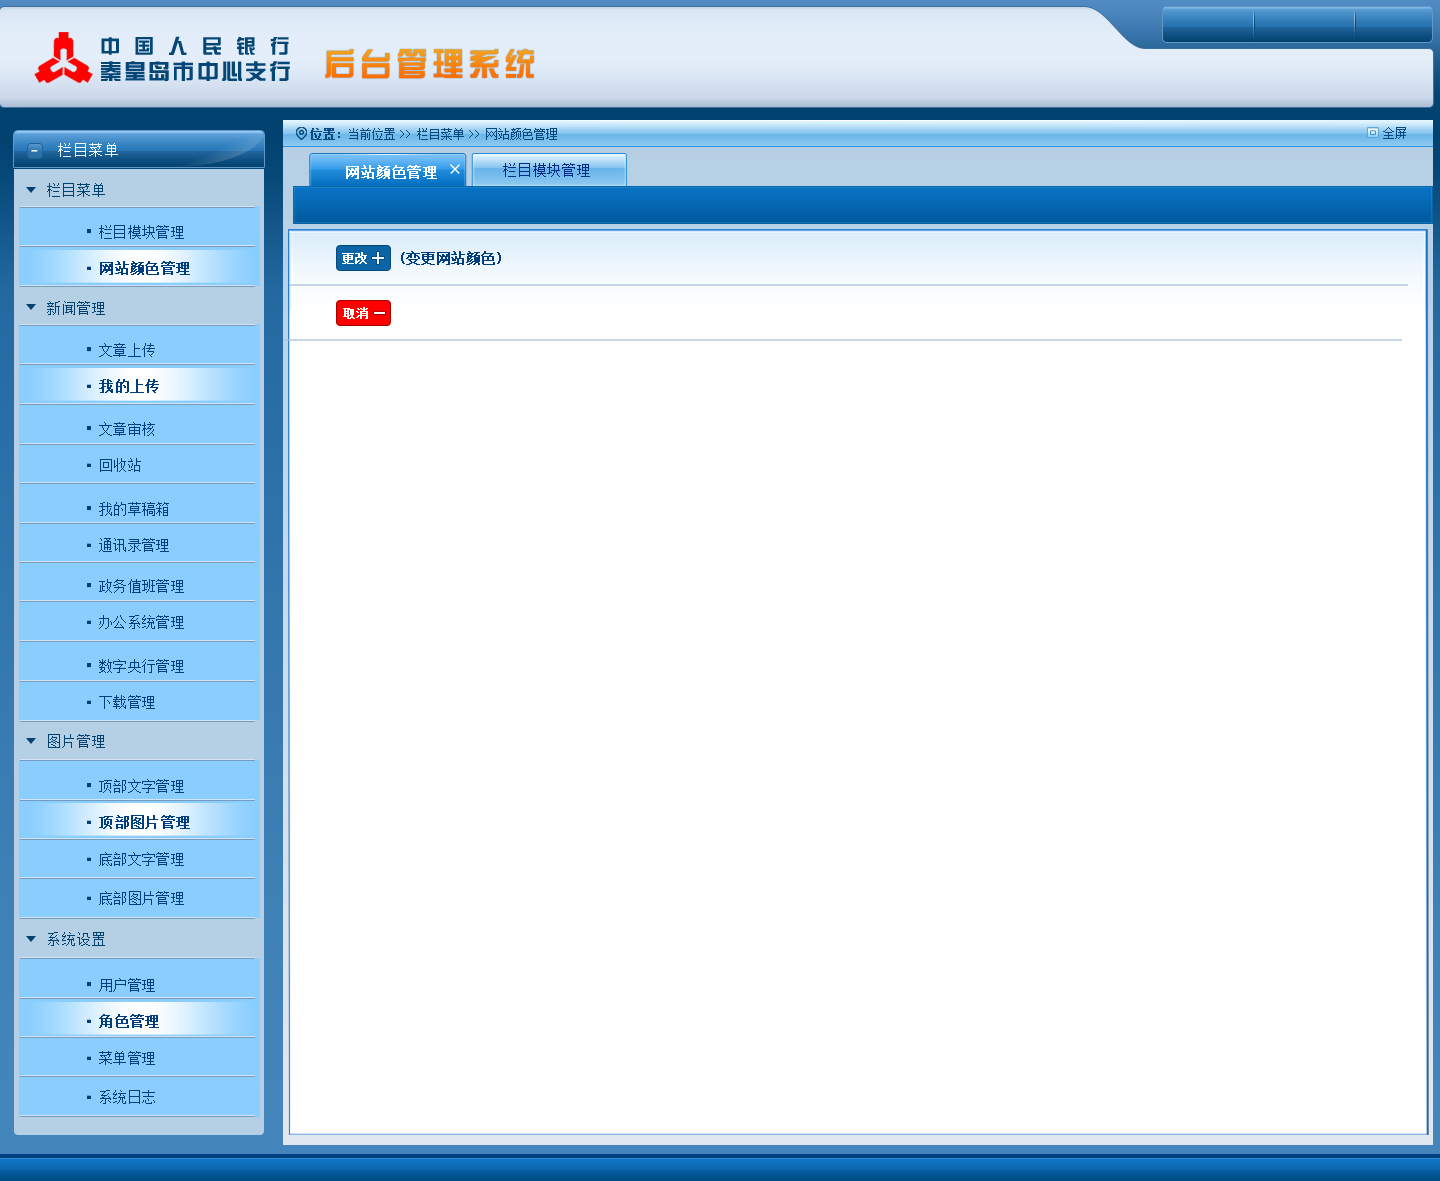 中国人民银行
秦皇岛市中心支行
后台管理系统
栏目菜单
栏目菜单
栏目模块管理
网站颜色管理
新闻管理
文章上传
我的上传
文章审核
回收站
我的草稿箱
通讯录管理
政务值班管理
办公系统管理
数字央行管理
下载管理
图片管理
顶部文字管理
顶部图片管理
底部文字管理
底部图片管理
系统设置
用户管理
角色管理
菜单管理
系统日志
位置：当前位置>> 栏目菜单>> 网站颜色管理
全屏
网站颜色管理
栏目模块管理
更改 (变更网站颜色)
取消